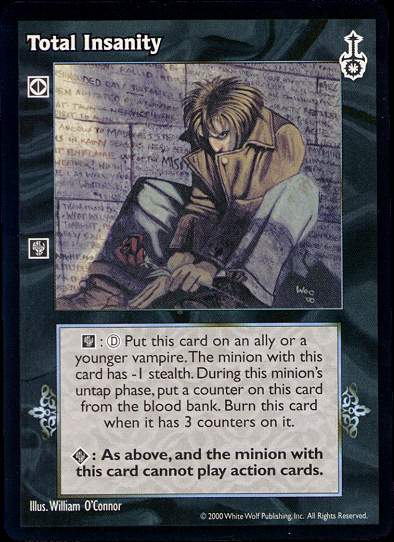 Total Insanity
MISS
WOC
00
: D Put this card on an ally or a
younger vampire. The minion with this
card has -1 stealth. During this minion's
untap phase, put a counter on this card
from the blood bank. Burn this card
when it has 3 counters on it.
: As above, and the minion with
this card cannot play action cards.
Illus. William O'Connor
© 2000 White Wolf Publishing, Inc. All Rights Reserved.